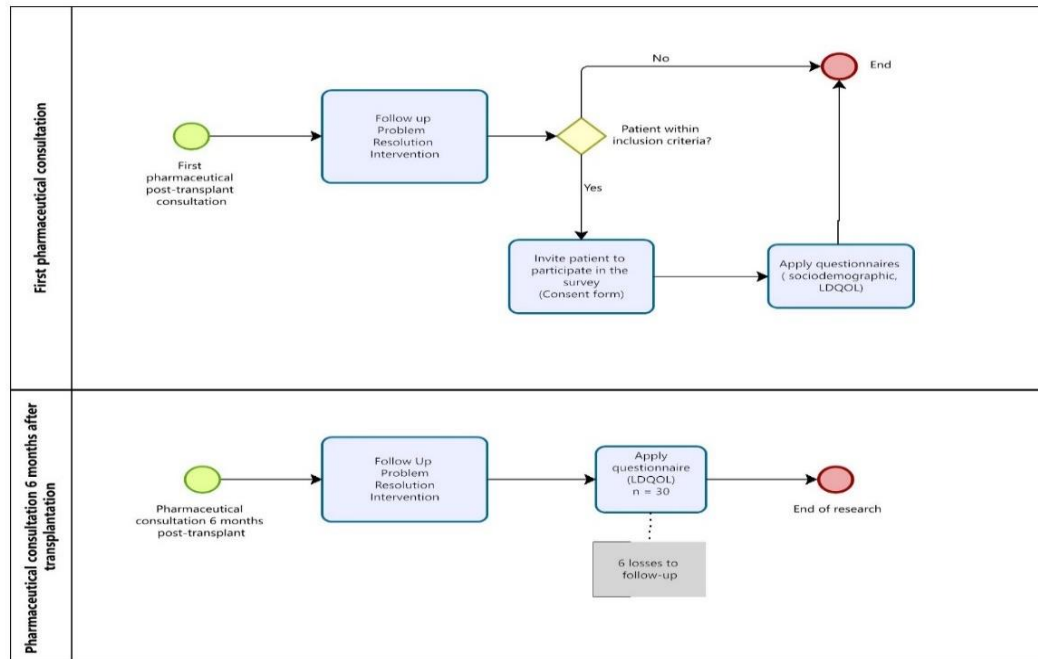 First pharmaceutical consultation
First
pharmaceutical
post-transplant
consultation
Follow up
Problem
Resolution
Intervention
Patient within
inclusion criteria?
No
End
Yes
Invite patient to
participate in the
survey
(Consent form)
Apply questionnaires
( sociodemographic,
LDQOL)
Pharmaceutical consultation 6 months after
transplantation
Pharmaceutical
consultation 6 months
post-transplant
Follow Up
Problem
Resolution
Intervention
Apply
questionnaire
(LDQOL)
n = 30
6 losses to
follow-up
End of research